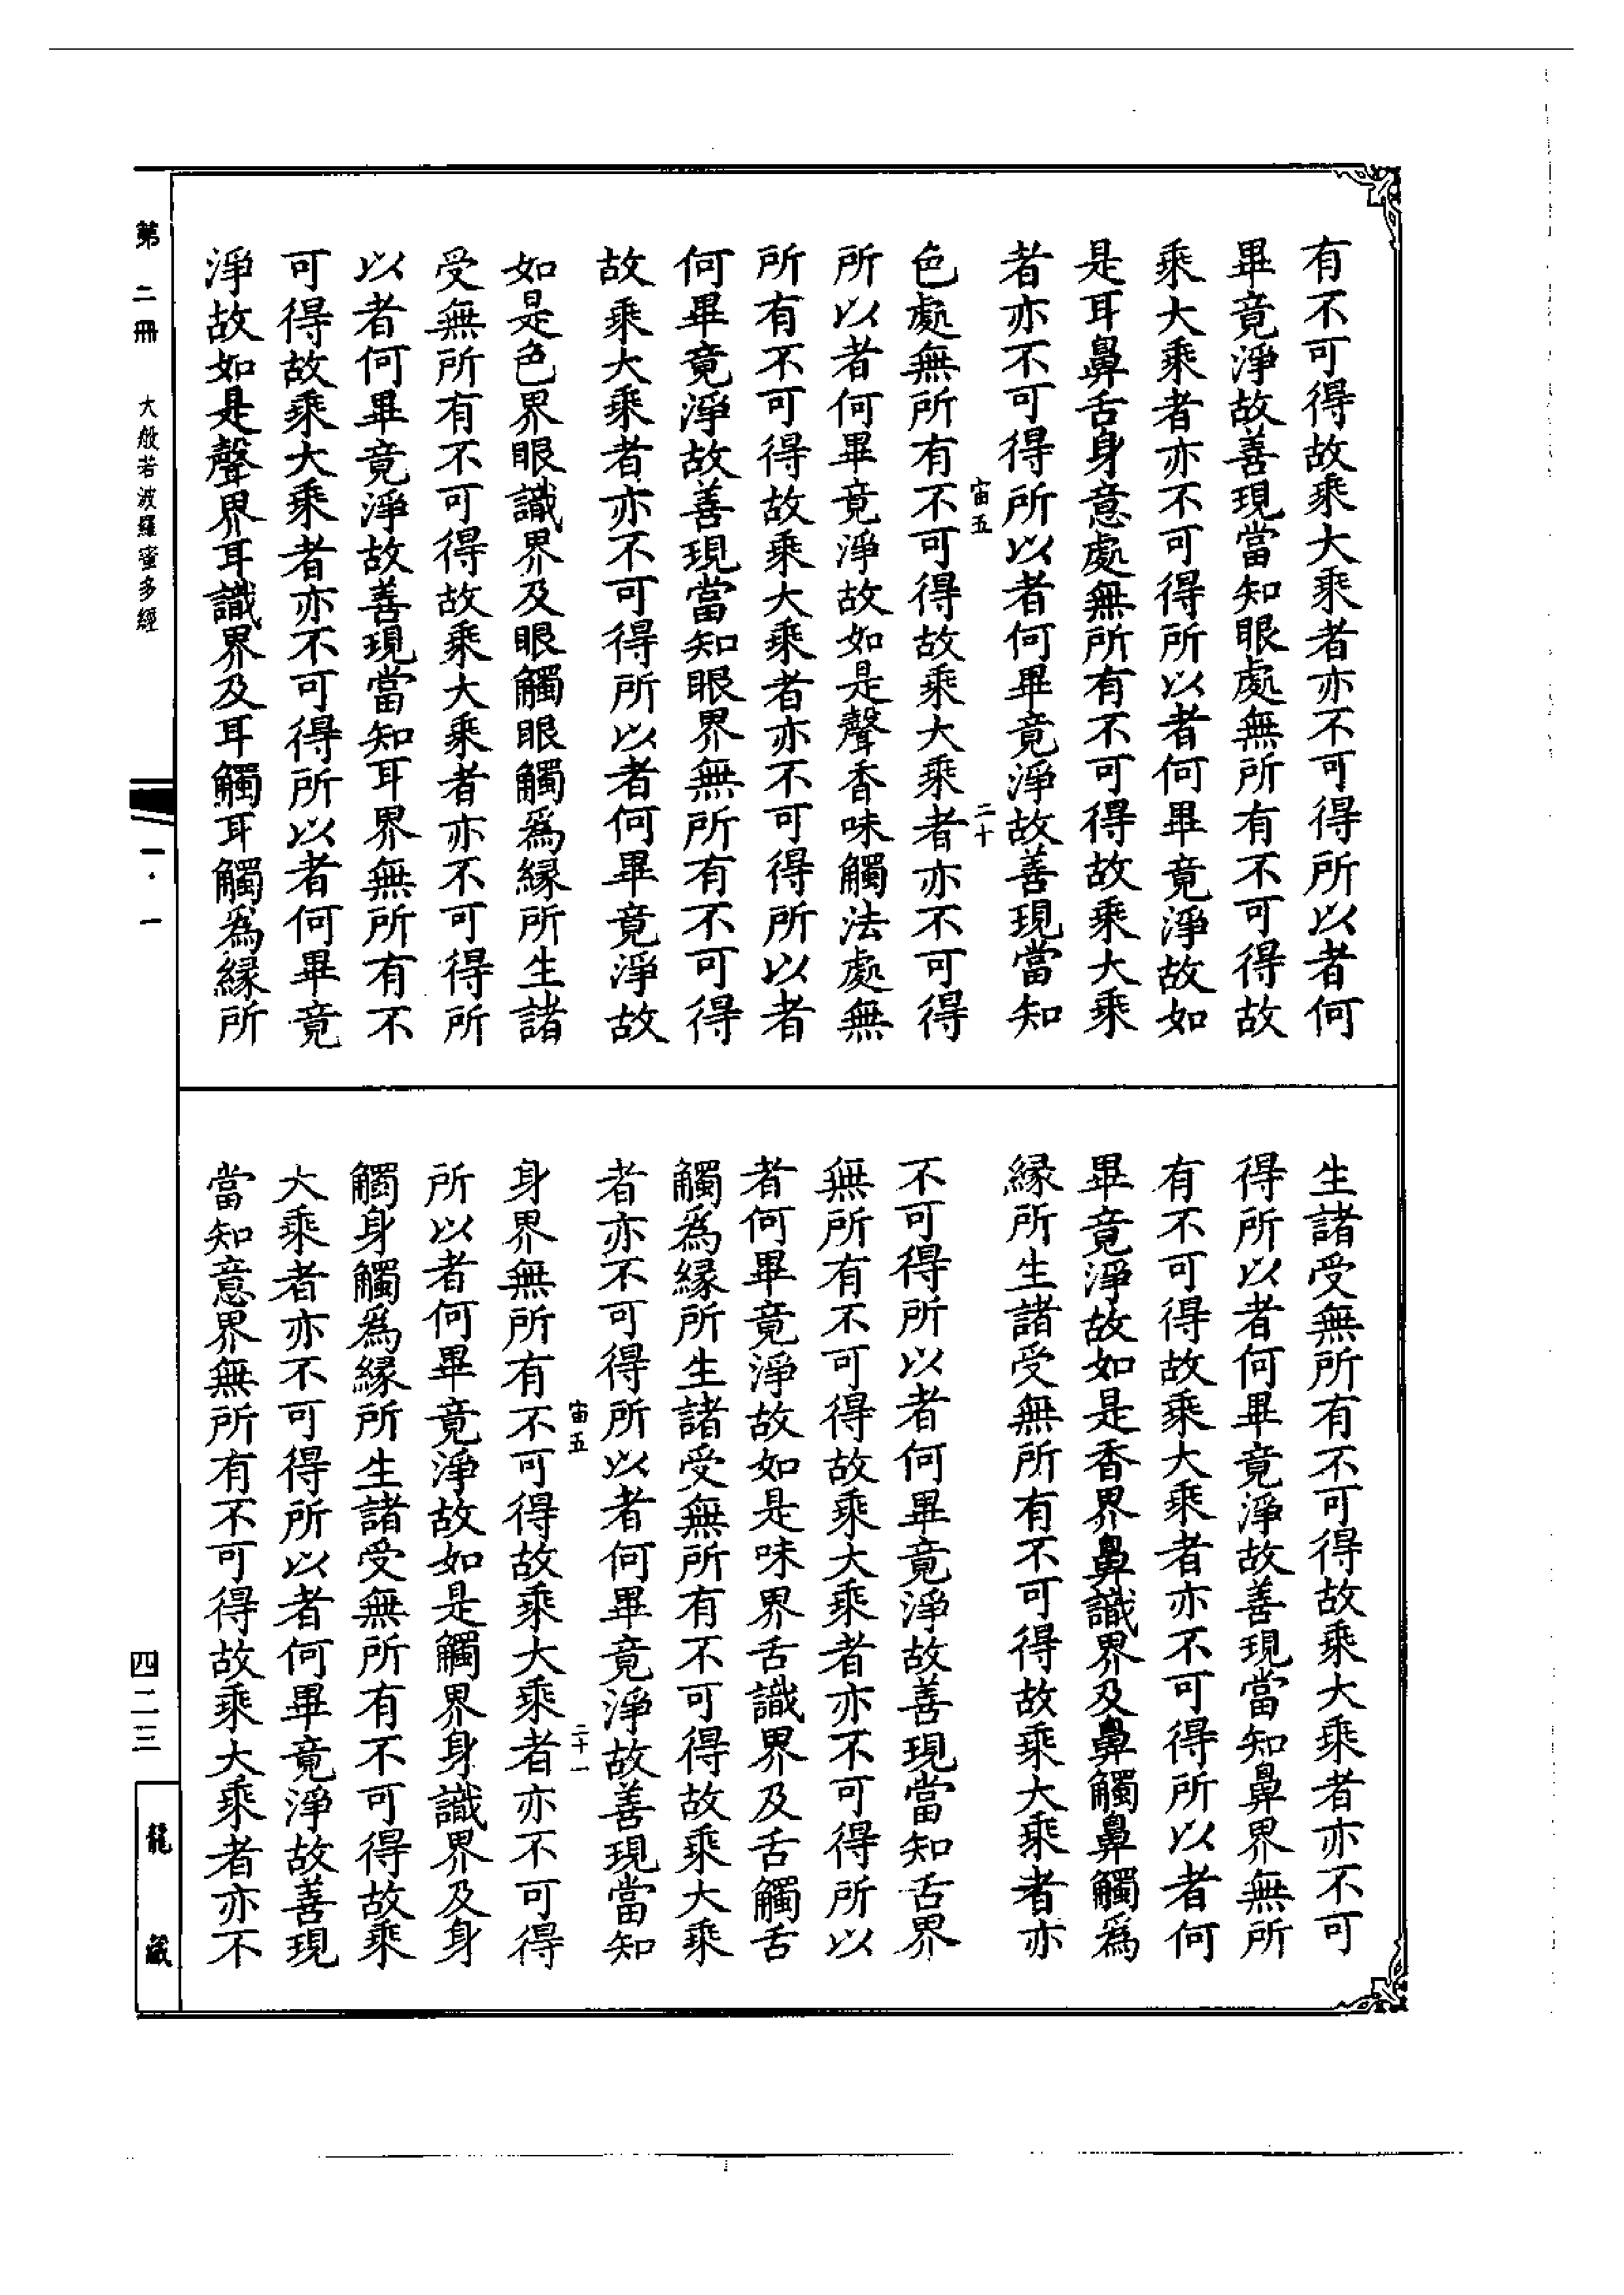 有不可得故乘大乘者亦不可得所以者何
畢竟淨故善現當知眼處無所有不可得故
乘大乘者亦不可得所以者何畢竟淨故如
是耳鼻舌身意處無所有不可得故乘大乘
者亦不可得所以者何畢竟淨故善現當知
宙五
二十
色處無所有不可得故乘大乘者亦不可得
所以者何畢竟淨故如是聲香味觸法處無
所有不可得故乘大乘者亦不可得所以者
何畢竟淨故善現當知眼界無所有不可得
故乘大乘者亦不可得所以者何畢竟淨故
如是色界眼識界及眼觸眼觸為緣所生諸
受無所有不可得故乘大乘者亦不可得所
以者何畢竟淨故善現當知耳界無所有不
可得故乘大乘者亦不可得所以者何畢竟
淨故如是聲界耳識界及耳觸耳觸為緣所
生諸受無所有不可得故乘大乘者亦不可
得所以者何畢竟淨故善現當知鼻界無所
有不可得故乘大乘者亦不可得所以者何
畢竟淨故如是香界鼻識界及鼻觸鼻觸為
緣所生諸受無所有不可得故乘大乘者亦
不可得所以者何畢竟淨故善現當知舌界
無所有不可得故乘大乘者亦不可得所以
者何畢竟淨故如是味界舌識界及舌觸舌
觸為緣所生諸受無所有不可得故乘大乘
者亦不可得所以者何畢竟淨故善現當知
宙五
二十一
身界無所有不可得故乘大乘者亦不可得
所以者何畢竟淨故如是觸界身識界及身
觸身觸為緣所生諸受無所有不可得故乘
大乘者亦不可得所以者何畢竟淨故善現
當知意界無所有不可得故乘大乘者亦不
第二冊
大般若波羅蜜多經
一·一
四二三
龍藏